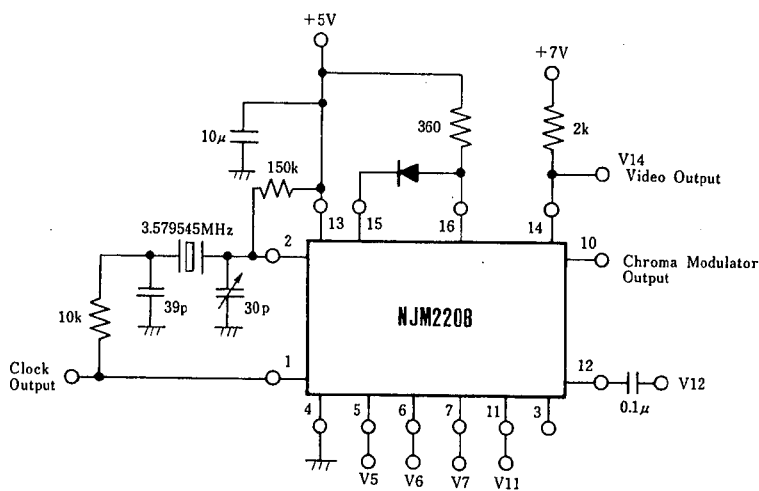 +5V
+7V
10μ
360
2k
V14
Video Output
150k
13
15
16
14
3.579545MHz
2
10
Chroma Modulator
Output
39p
30p
10k
NJM2208
1
12
Clock
Output
V12
0.1μ
4
5
6
7
11
3
V5
V6
V7
V11